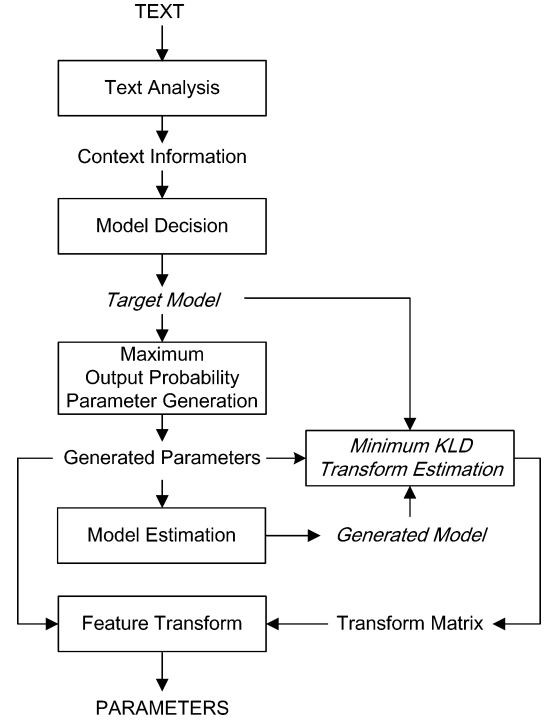 TEXT
Text Analysis
Context Information
Model Decision
Target Model
Maximum
Output Probability
Parameter Generation
Generated Parameters
Minimum KLD
Transform Estimation
Model Estimation
Generated Model
Feature Transform
Transform Matrix
PARAMETERS